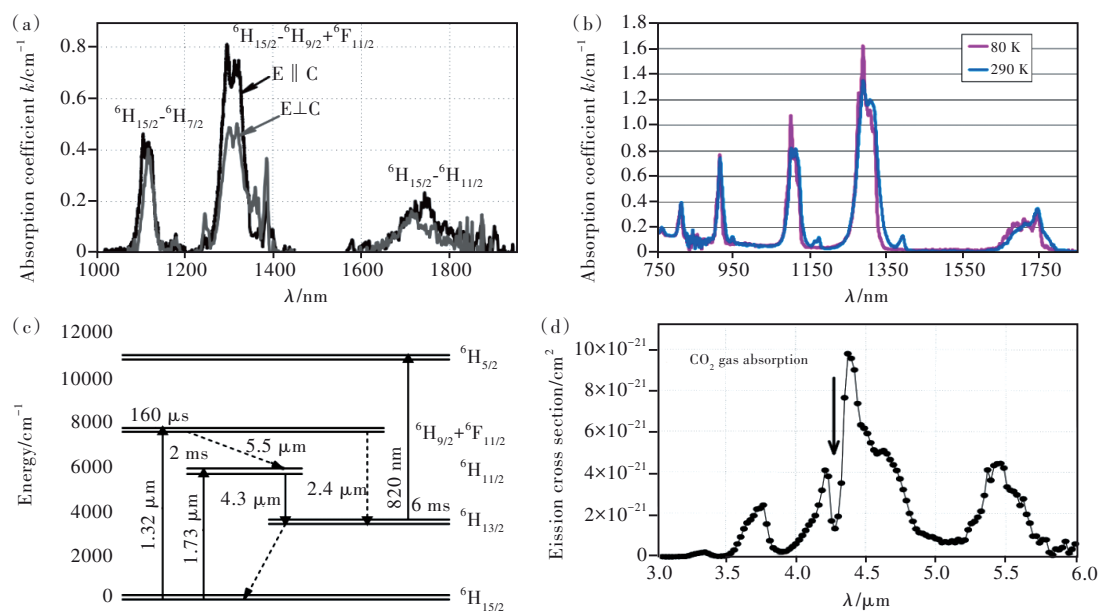 (a)
Absorption coefficient k/cm⁻¹
0.8
0.6
0.4
0.2
0
⁶H₁₅/₂-⁶H₉/₂+⁶F₁₁/₂
E ∥ C
E⊥C
⁶H₁₅/₂-⁶H₇/₂
⁶H₁₅/₂-⁶H₁₁/₂
1000 1200 1400 1600 1800
λ/nm
(b)
Absorption coefficient k/cm⁻¹
1.8
1.6
1.4
1.2
1.0
0.8
0.6
0.4
0.2
0
80 K
290 K
750 950 1150 1350 1550 1750
λ/nm
(c)
Energy/cm⁻¹
12000
10000
8000
6000
4000
2000
0
⁶H₅/₂
160 μs
⁶H₉/₂+⁶F₁₁/₂
2 ms
5.5 μm
⁶H₁₁/₂
4.3 μm
2.4 μm
820 nm
6 ms
⁶H₁₃/₂
1.32 μm
1.73 μm
⁶H₁₅/₂
(d)
Eission cross section/cm²
10×10⁻²¹
8×10⁻²¹
6×10⁻²¹
4×10⁻²¹
2×10⁻²¹
0
CO₂ gas absorption
3.0 3.5 4.0 4.5 5.0 5.5 6.0
λ/μm